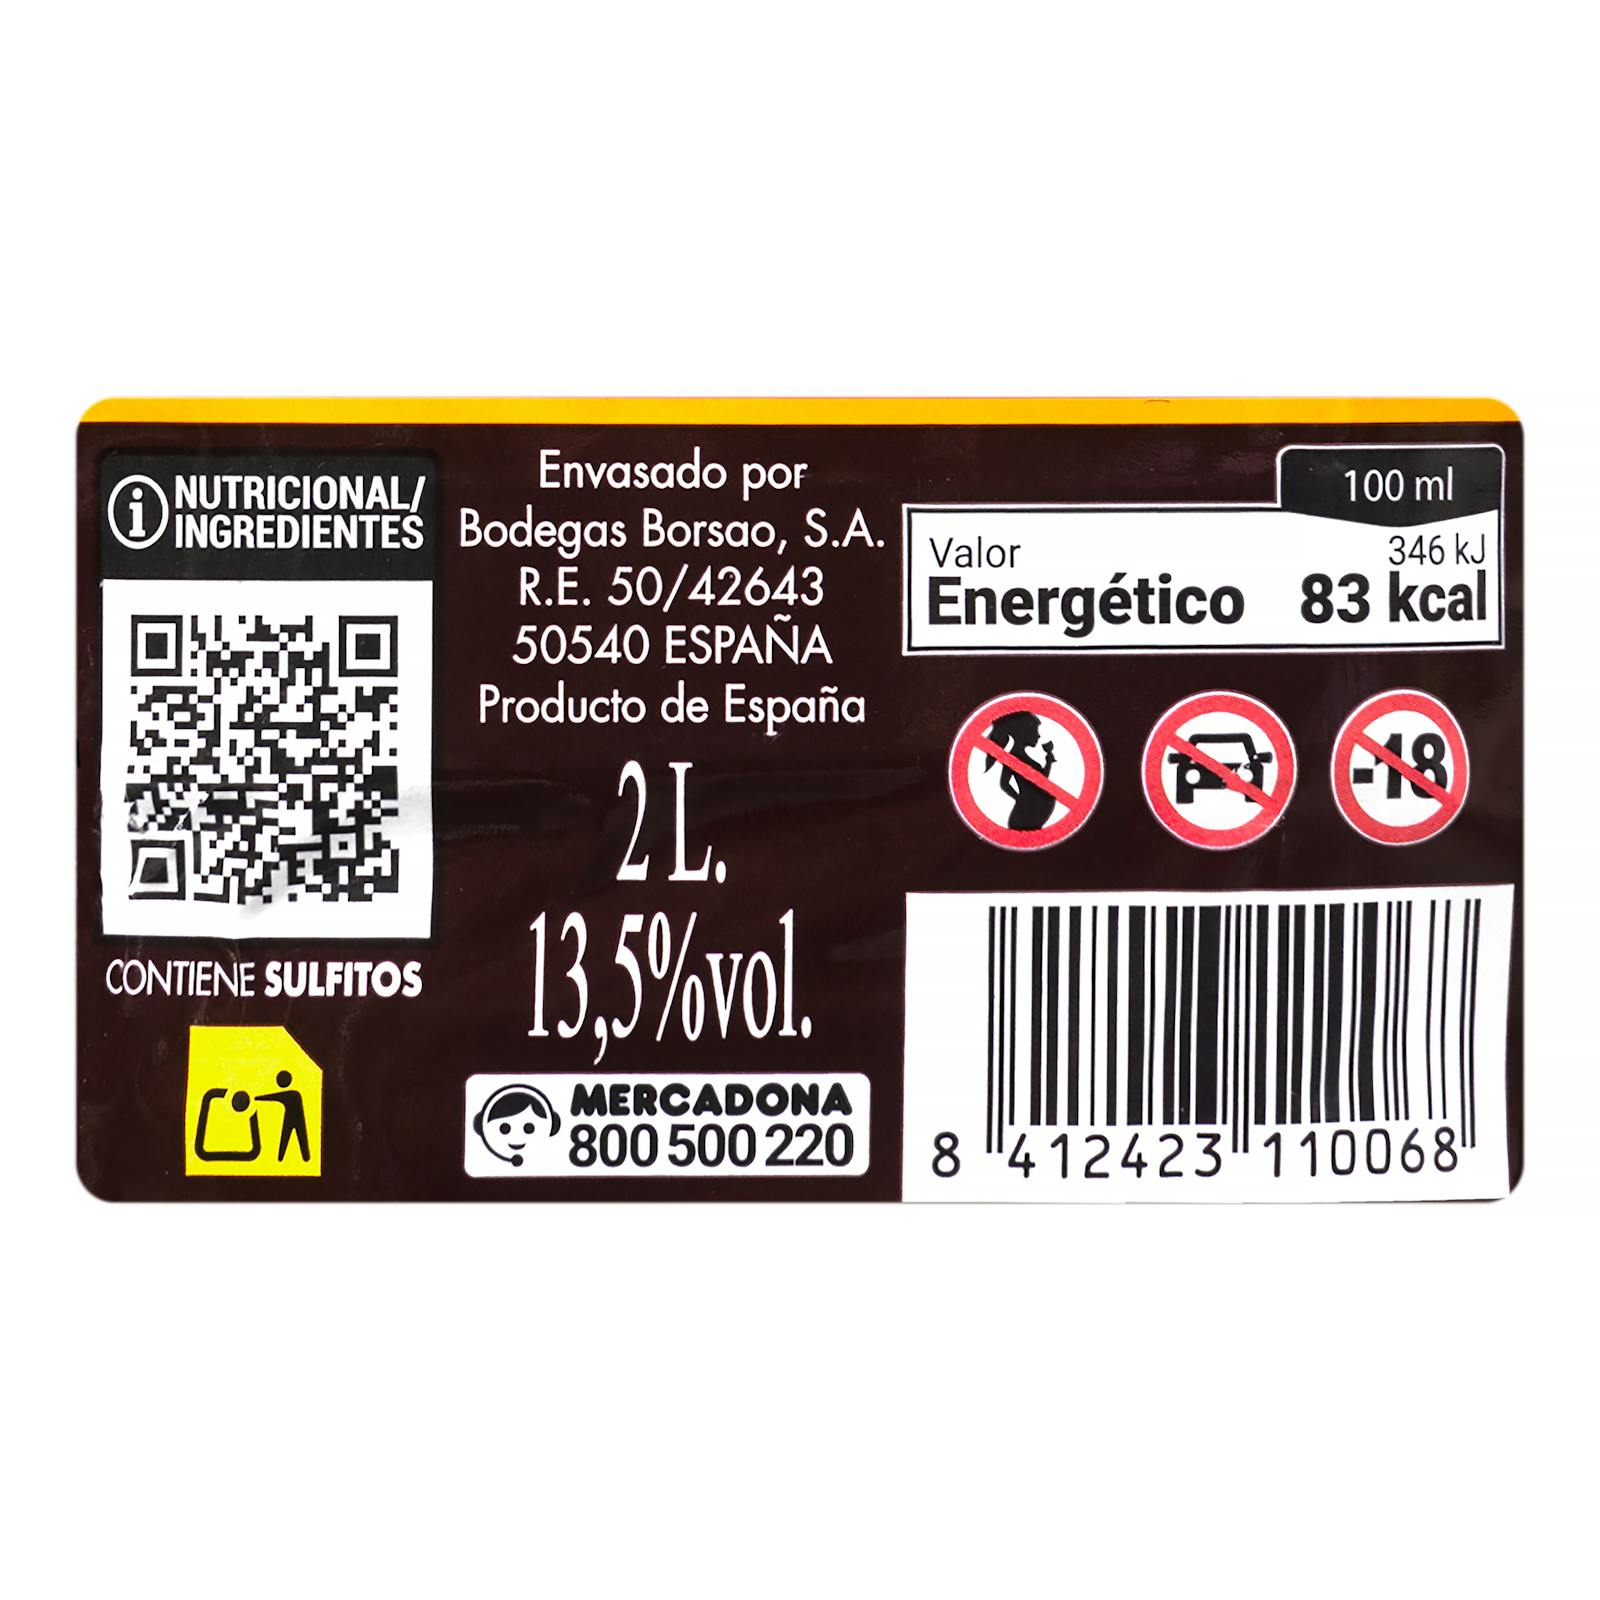 NUTRICIONAL/
INGREDIENTES
CONTIENE SULFITOS
Envasado por
Bodegas Borsao, S.A.
R.E. 50/42643
50540 ESPAÑA
Producto de España
2 L.
13,5%vol.
MERCADONA
800 500 220
100 ml
Valor 346 kJ
Energético 83 kcal
-18
8 412423 110068